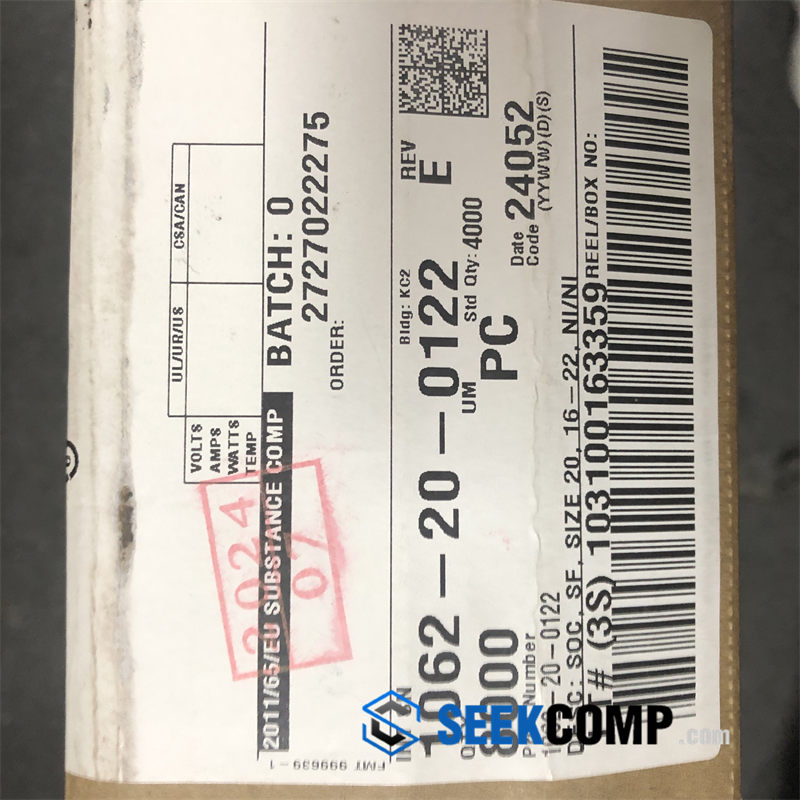 UL/UR/US CSA/CAN
VOLTS
AMPS
WATTS
TEMP
2011/65/EU SUBSTANCE COMP
BATCH: 0
2727022275
ORDER:
2024
07
Bldg: KC2
REV
1062-20-0122
E
UM
Std Qty: 4000
PC
Date
Code
24052
(YYWW)(D)(S)
Number
-20-0122
SOC, SF, SIZE 20, 16-22, NI/NI
(3S) 103100163359
REEL/BOX NO:
FMT 999639-1
SEEKCOMP.com